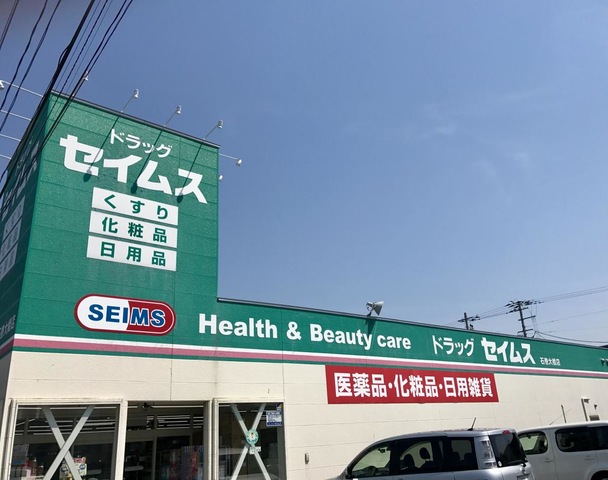 ドラッグ
セイムス
くすり
化粧品
日用品
SEIMS
Health & Beauty care ドラッグ セイムス
医薬品・化粧品・日用雑貨